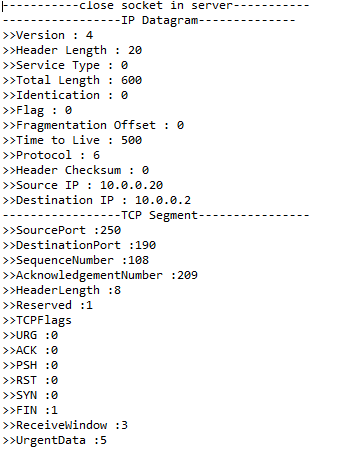 |-----------close socket in server-----------
-----------------IP Datagram--------------
>>Version : 4
>>Header Length : 20
>>Service Type : 0
>>Total Length : 600
>>Identication : 0
>>Flag : 0
>>Fragmentation Offset : 0
>>Time to Live : 500
>>Protocol : 6
>>Header Checksum : 0
>>Source IP : 10.0.0.20
>>Destination IP : 10.0.0.2
-----------------TCP Segment----------------
>>SourcePort :250
>>DestinationPort :190
>>SequenceNumber :108
>>AcknowledgementNumber :209
>>HeaderLength :8
>>Reserved :1
>>TCPFlags
>>URG :0
>>ACK :0
>>PSH :0
>>RST :0
>>SYN :0
>>FIN :1
>>ReceiveWindow :3
>>UrgentData :5